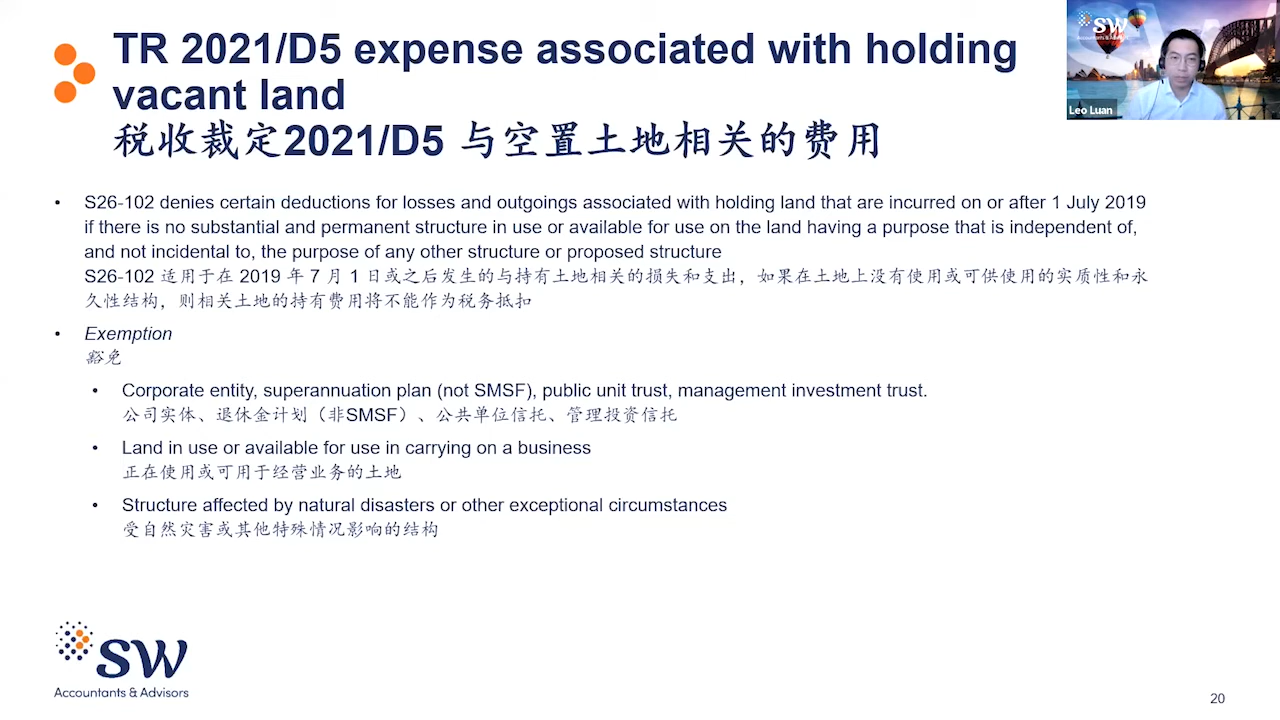 TR 2021/D5 expense associated with holding
vacant land
税收裁定2021/D5 与空置土地相关的费用
SW
Accountants & Advisors
Leo Luan
• S26-102 denies certain deductions for losses and outgoings associated with holding land that are incurred on or after 1 July 2019
if there is no substantial and permanent structure in use or available for use on the land having a purpose that is independent of,
and not incidental to, the purpose of any other structure or proposed structure
S26-102 适用于在 2019 年 7 月 1 日或之后发生的与持有土地相关的损失和支出，如果在土地上没有使用或可供使用的实质性和永
久性结构，则相关土地的持有费用将不能作为税务抵扣
• Exemption
豁免
• Corporate entity, superannuation plan (not SMSF), public unit trust, management investment trust.
公司实体、退休金计划（非SMSF）、公共单位信托、管理投资信托
• Land in use or available for use in carrying on a business
正在使用或可用于经营业务的土地
• Structure affected by natural disasters or other exceptional circumstances
受自然灾害或其他特殊情况影响的结构
SW
Accountants & Advisors
20